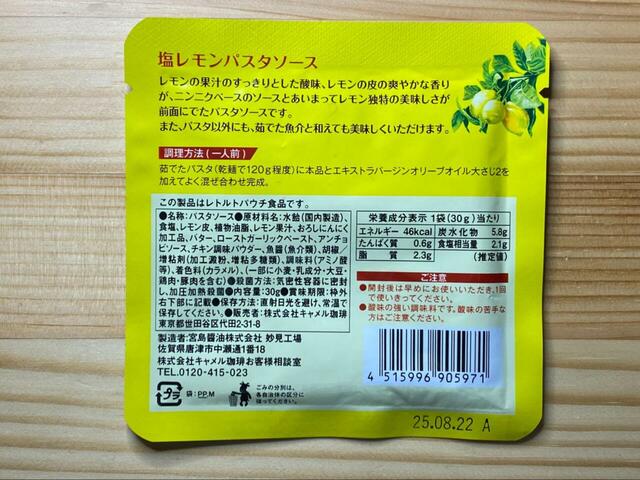 塩レモンパスタソース
レモンの果汁のすっきりとした酸味、レモンの皮の爽やかな香り
が、ニンニクベースのソースとあいまってレモン独特の美味しさが
前面にでたパスタソースです。
また、パスタ以外にも、茹でた魚介と和えても美味しくいただけます。
調理方法(一人前)
茹でたパスタ(乾麺で120g程度)に本品とエキストラバージンオリーブオイル大さじ2を
加えてよく混ぜ合わせ完成。
この製品はレトルトパウチ食品です。
●名称:パスタソース●原材料名:水飴(国内製造)、
食塩、レモン皮、植物油脂、レモン果汁、おろしにんにく
加工品、バター、ローストガーリックペースト、アンチョ
ビソース、チキン調味パウダー、魚醤(魚介類)、胡椒/
増粘剤(加工澱粉、増粘多糖類)、調味料(アミノ酸
等)、着色料(カラメル)、(一部に小麦・乳成分・大豆・
鶏肉・豚肉を含む)●殺菌方法:気密性容器に密封
し、加圧加熱殺菌●内容量:30g●賞味期限:枠外
右下部に記載●保存方法:直射日光を避け、常温で
保存してください。●販売者:株式会社キャメル珈琲
東京都世田谷区代田2-31-8
製造者:宮島醤油株式会社 妙見工場
佐賀県唐津市中瀬通1番18
株式会社キャメル珈琲お客様相談室
TEL.0120-415-023
プラ
袋:PP,M
ごみの分別は、
各自治体の区分に
従ってください。
栄養成分表示 1袋(30g)当たり
エネルギー 46kcal 炭水化物 5.8g
たんぱく質 0.6g 食塩相当量 2.1g
脂質 2.3g (推定値)
ご注意
●開封後は早めにお使いいただき、1回
で使いきってください。
●酸味の強い調味料です。酸味の苦手な
方はご注意ください。
4 515996 905971
25.08.22 A